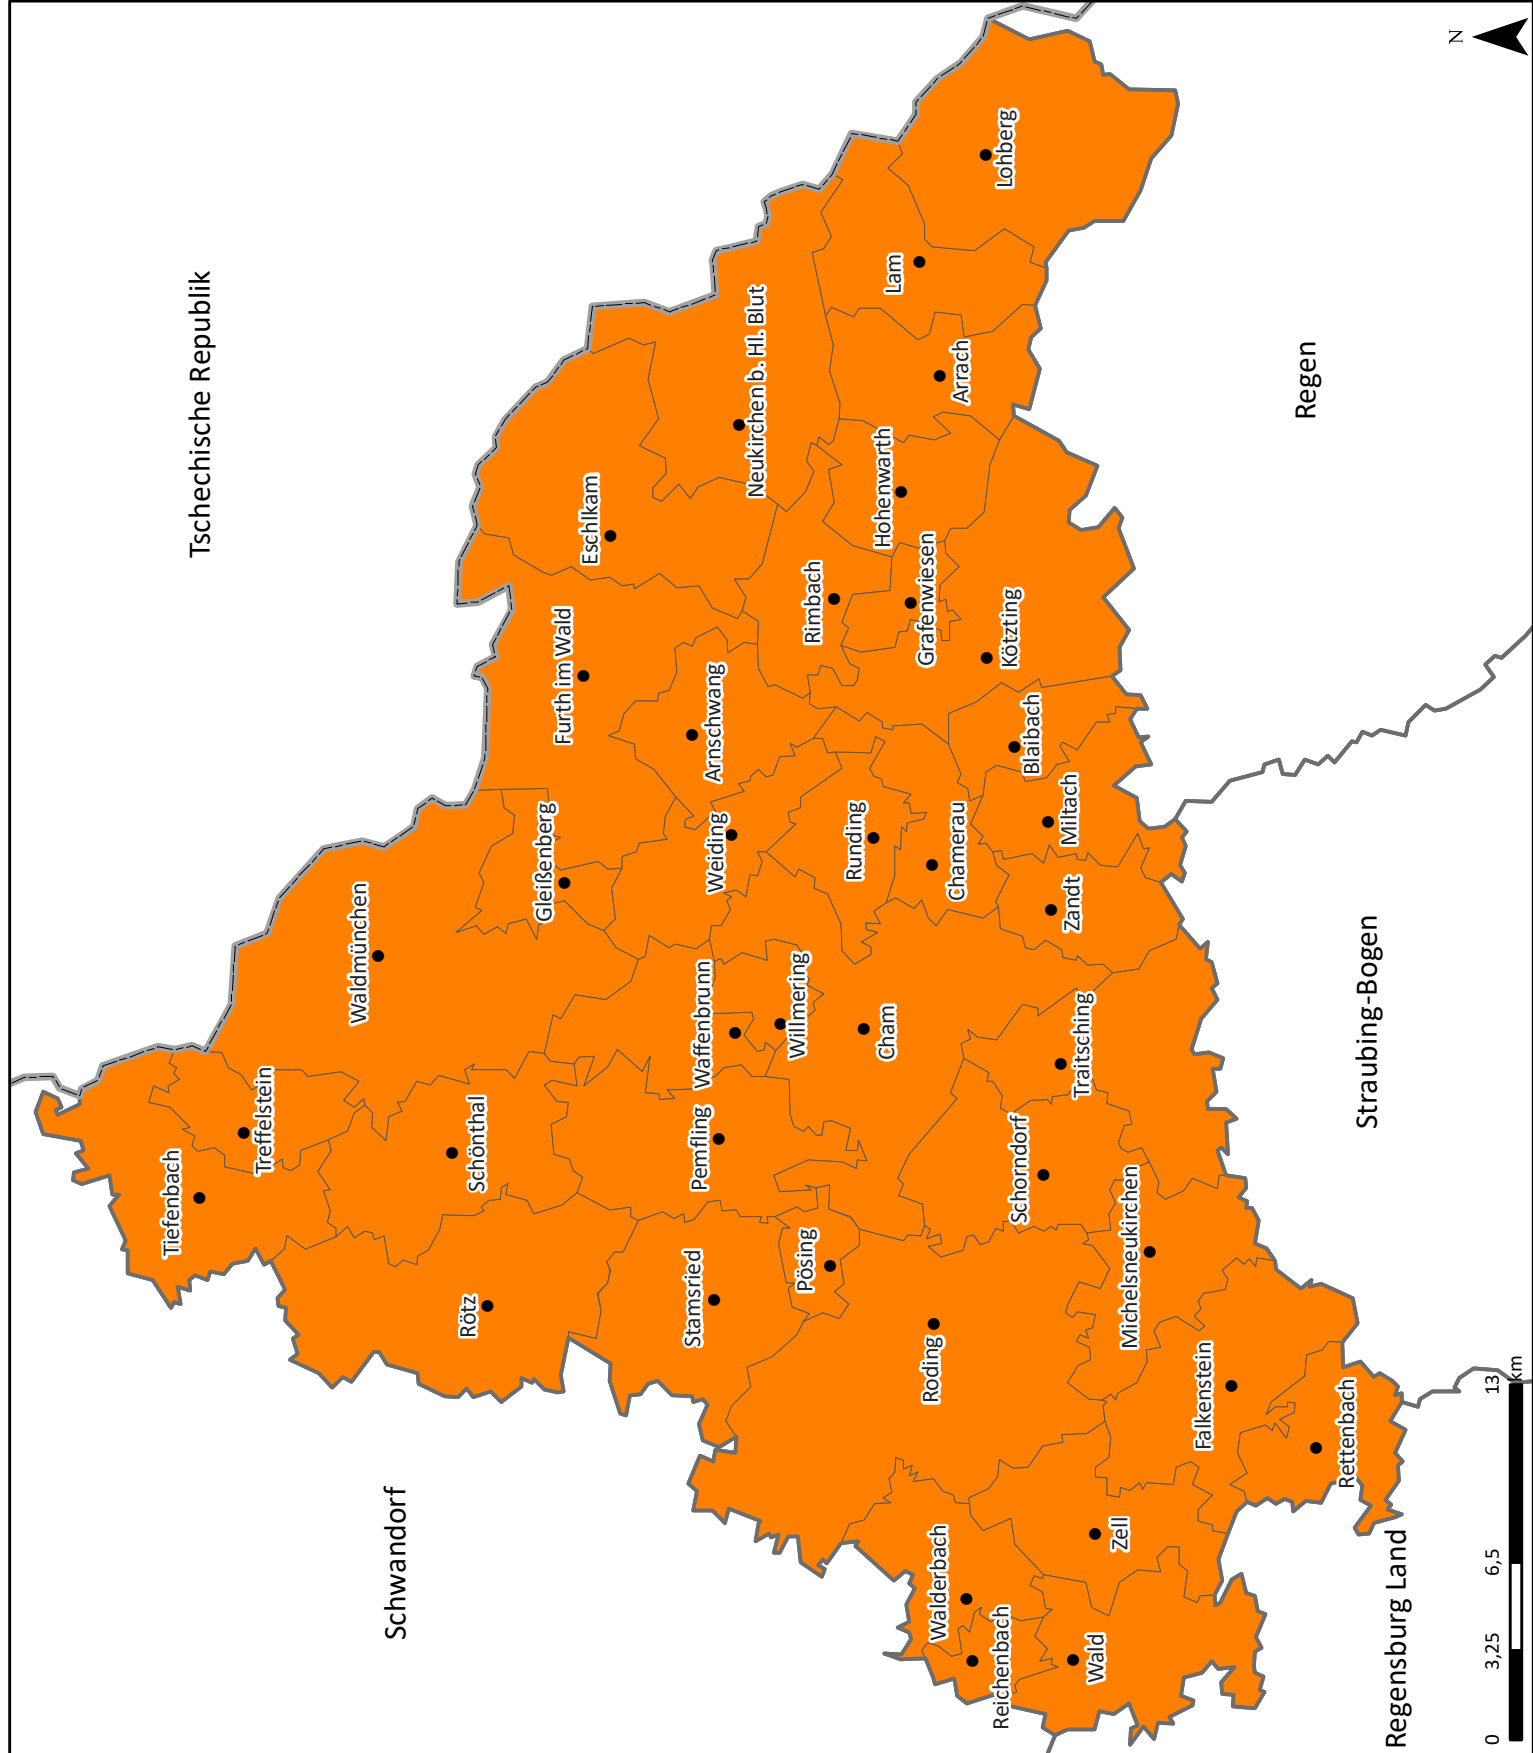 Tschechische Republik
Tiefenbach
Treffelstein
Waldmünchen
Schönthal
Rötz
Gleißenberg
Furth im Wald
Eschlkam
Schwandorf
Stamsried
Pemfling
Waffenbrunn
Weiding
Arnschwang
Neukirchen b. Hl. Blut
Willmering
Pösing
Rimbach
Runding
Cham
Hohenwarth
Lam
Grafenwiesen
Arrach
Roding
Chamerau
Walderbach
Kötzting
Lohberg
Reichenbach
Schorndorf
Blaibach
Miltach
Zandt
Traitsching
Wald
Zell
Michelsneukirchen
Falkenstein
Regen
Rettenbach
Straubing-Bogen
Regensburg Land
N
0
3,25
6,5
13
km